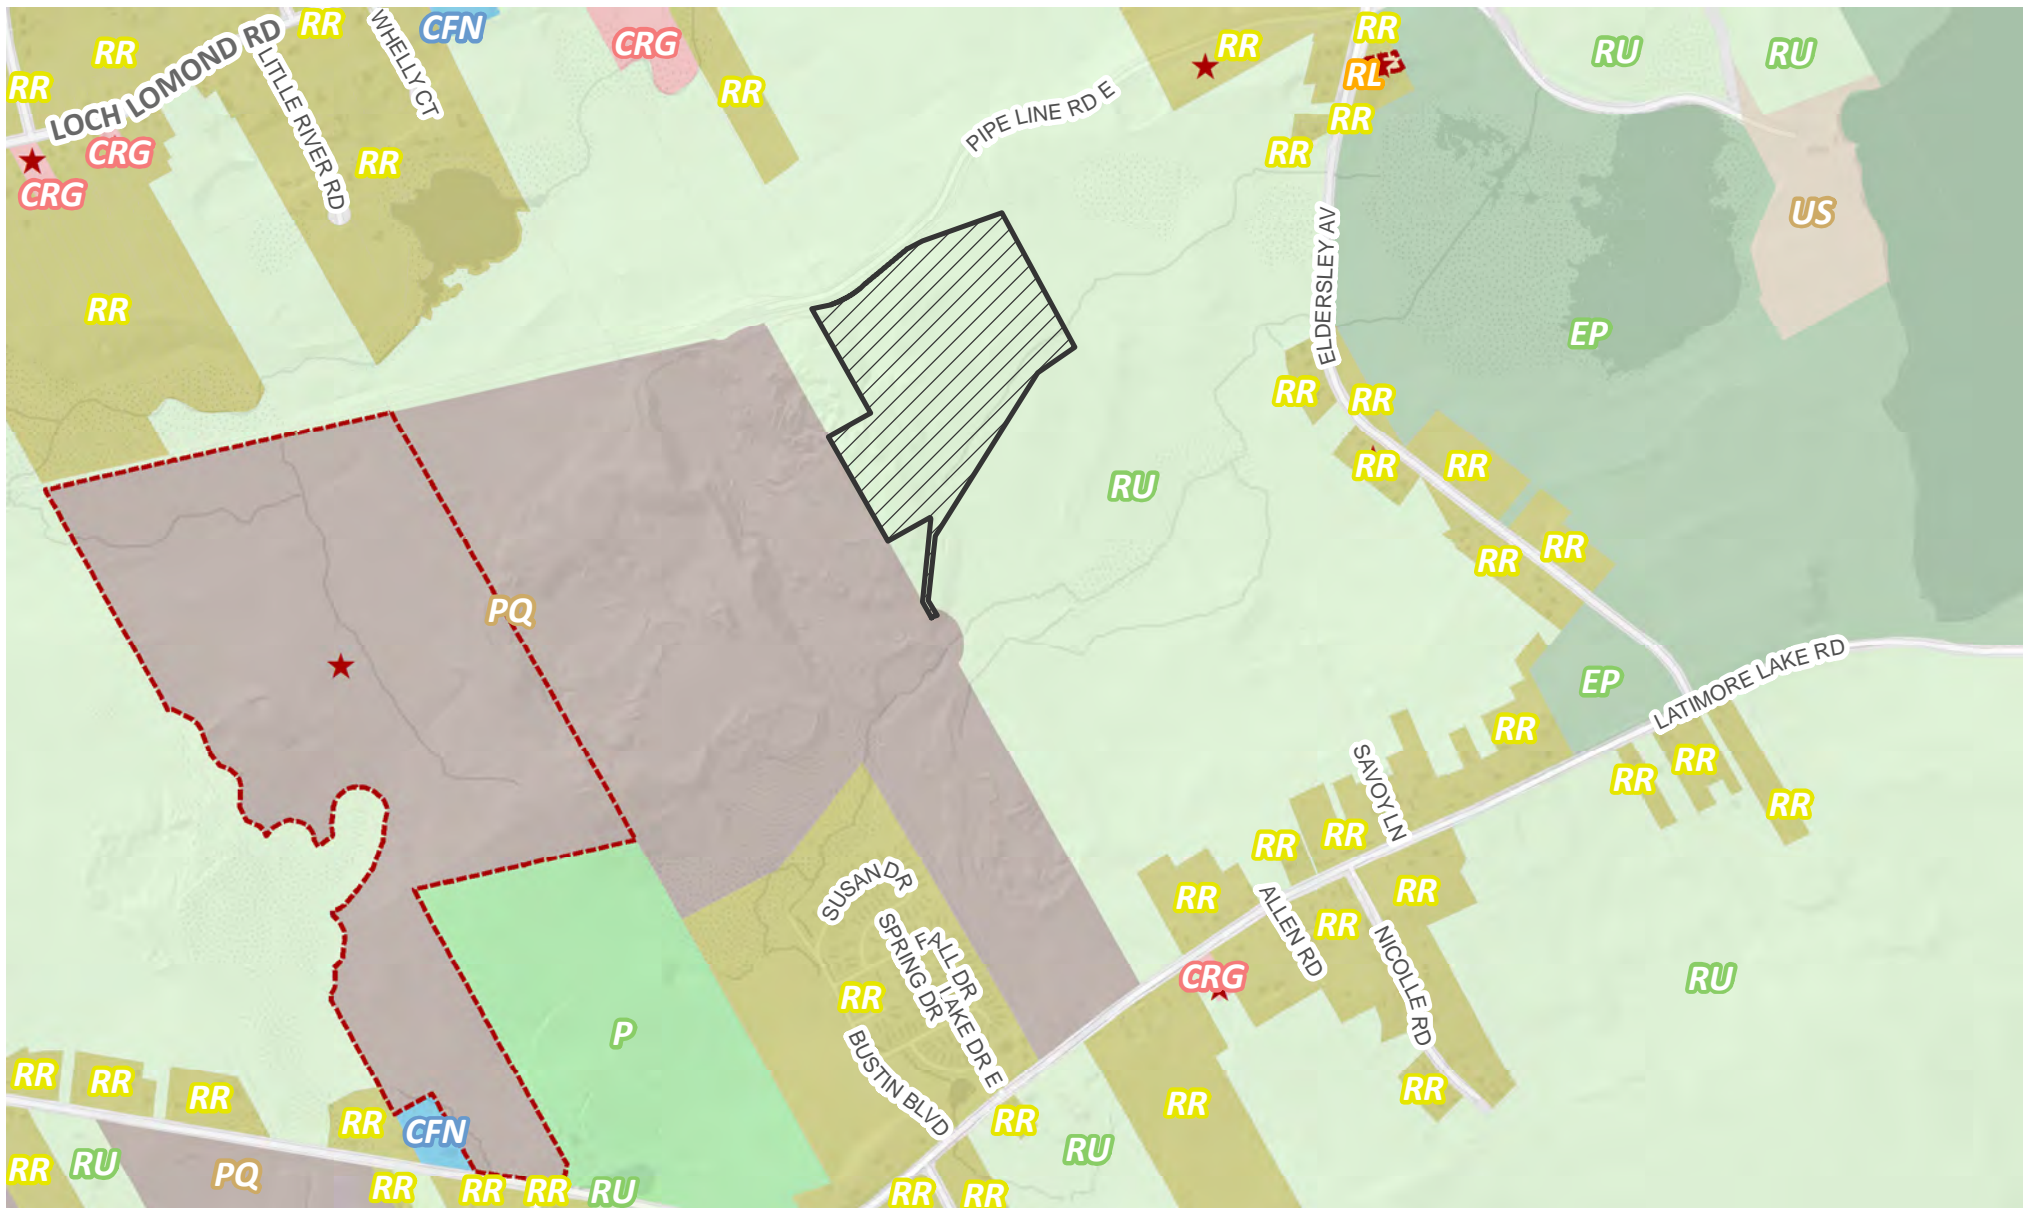 RR
CFN
WHELLY CT
RR
LOCH LOMOND RD
CRG
RR
RR
RU
RU
RR
LITLLE RIVER RD
RL
RR
PIPE LINE RD E
RR
CRG
RR
RR
CRG
US
ELDERSLEY AV
RR
EP
RR
RR
RR
RR
RU
RR
RR
PQ
EP
LATIMORE LAKE RD
RR
SAVOY LN
RR
RR
RR
RR
RR
SUSAN DR
RR
RR
ALLEN RD
RR
SPRING DR
FALL DR
NICOLLE RD
CRG
RU
RR
LAKE DR E
P
BUSTIN BLVD
RR
RR
RR
RR
RR
RR
RR
CFN
RR
RU
RU
RR
PQ
RR
RR
RR
RU
RR
RR